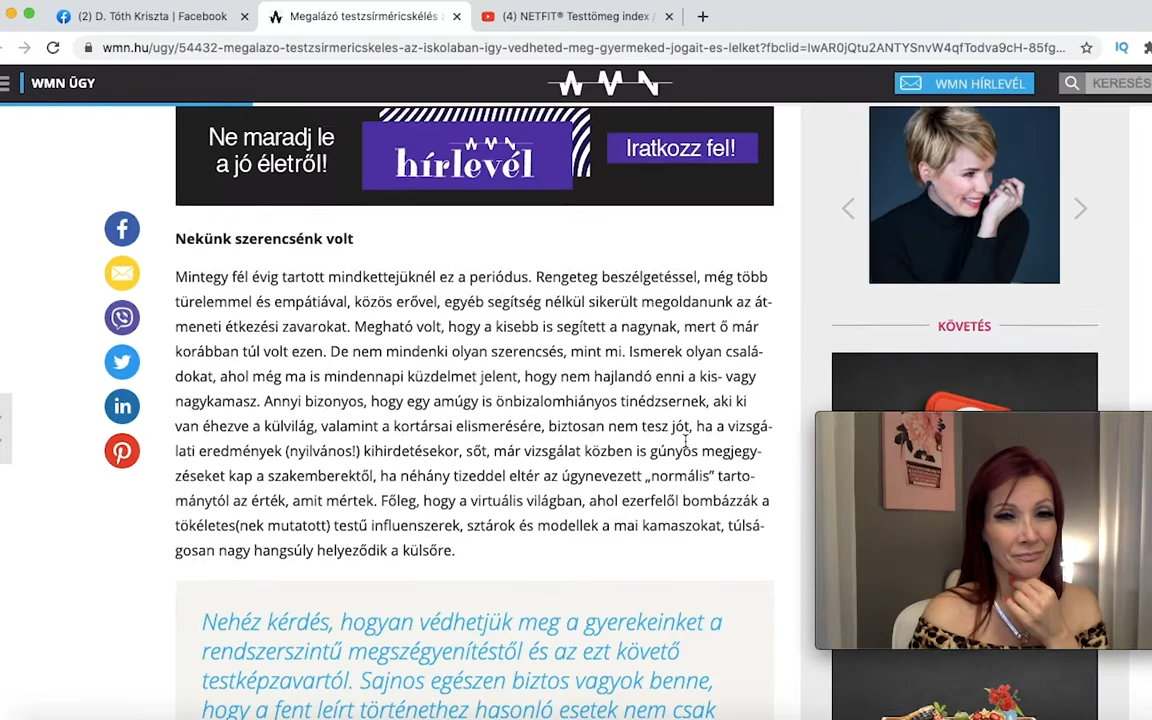 (2) D. Tóth Kriszta | Facebook
Megalázó testzsírméricskélés
(4) NETFIT® Testtömeg index
wmn.hu/ugy/54432-megalazo-testzsirmericskeles-az-iskolaban-igy-vedheted-meg-gyermeked-jogait-es-lelket?fbclid=IwAR0jQtu2ANTYSnvW4qfTodva9cH-85fg...
IQ
WMN ÜGY
WMN
WMN HÍRLEVÉL
KERESÉS
Ne maradj le
a jó életről!
WMN
hírlevél
Iratkozz fel!
Nekünk szerencsénk volt
Mintegy fél évig tartott mindkettejüknél ez a periódus. Rengeteg beszélgetéssel, még több
türelemmel és empátiával, közös erővel, egyéb segítség nélkül sikerült megoldanunk az át-
meneti étkezési zavarokat. Megható volt, hogy a kisebb is segített a nagynak, mert ő már
korábban túl volt ezen. De nem mindenki olyan szerencsés, mint mi. Ismerek olyan csalá-
dokat, ahol még ma is mindennapi küzdelmet jelent, hogy nem hajlandó enni a kis- vagy
nagykamasz. Annyi bizonyos, hogy egy amúgy is önbizalomhiányos tinédzsernek, aki ki
van éhezve a külvilág, valamint a kortársai elismerésére, biztosan nem tesz jót, ha a vizsgá-
lati eredmények (nyilvános!) kihirdetésekor, sőt, már vizsgálat közben is gúnyos megjegy-
zéseket kap a szakemberektől, ha néhány tizeddel eltér az úgynevezett „normális” tarto-
mánytól az érték, amit mértek. Főleg, hogy a virtuális világban, ahol ezerfelől bombázzák a
tökéletes(nek mutatott) testű influenszerek, sztárok és modellek a mai kamaszokat, túlsá-
gosan nagy hangsúly helyeződik a külsőre.
Nehéz kérdés, hogyan védhetjük meg a gyerekeinket a
rendszerszintű megszégyenítéstől és az ezt követő
testképzavartól. Sajnos egészen biztos vagyok benne,
hogy a fent leírt történethez hasonló esetek nem csak
KÖVETÉS